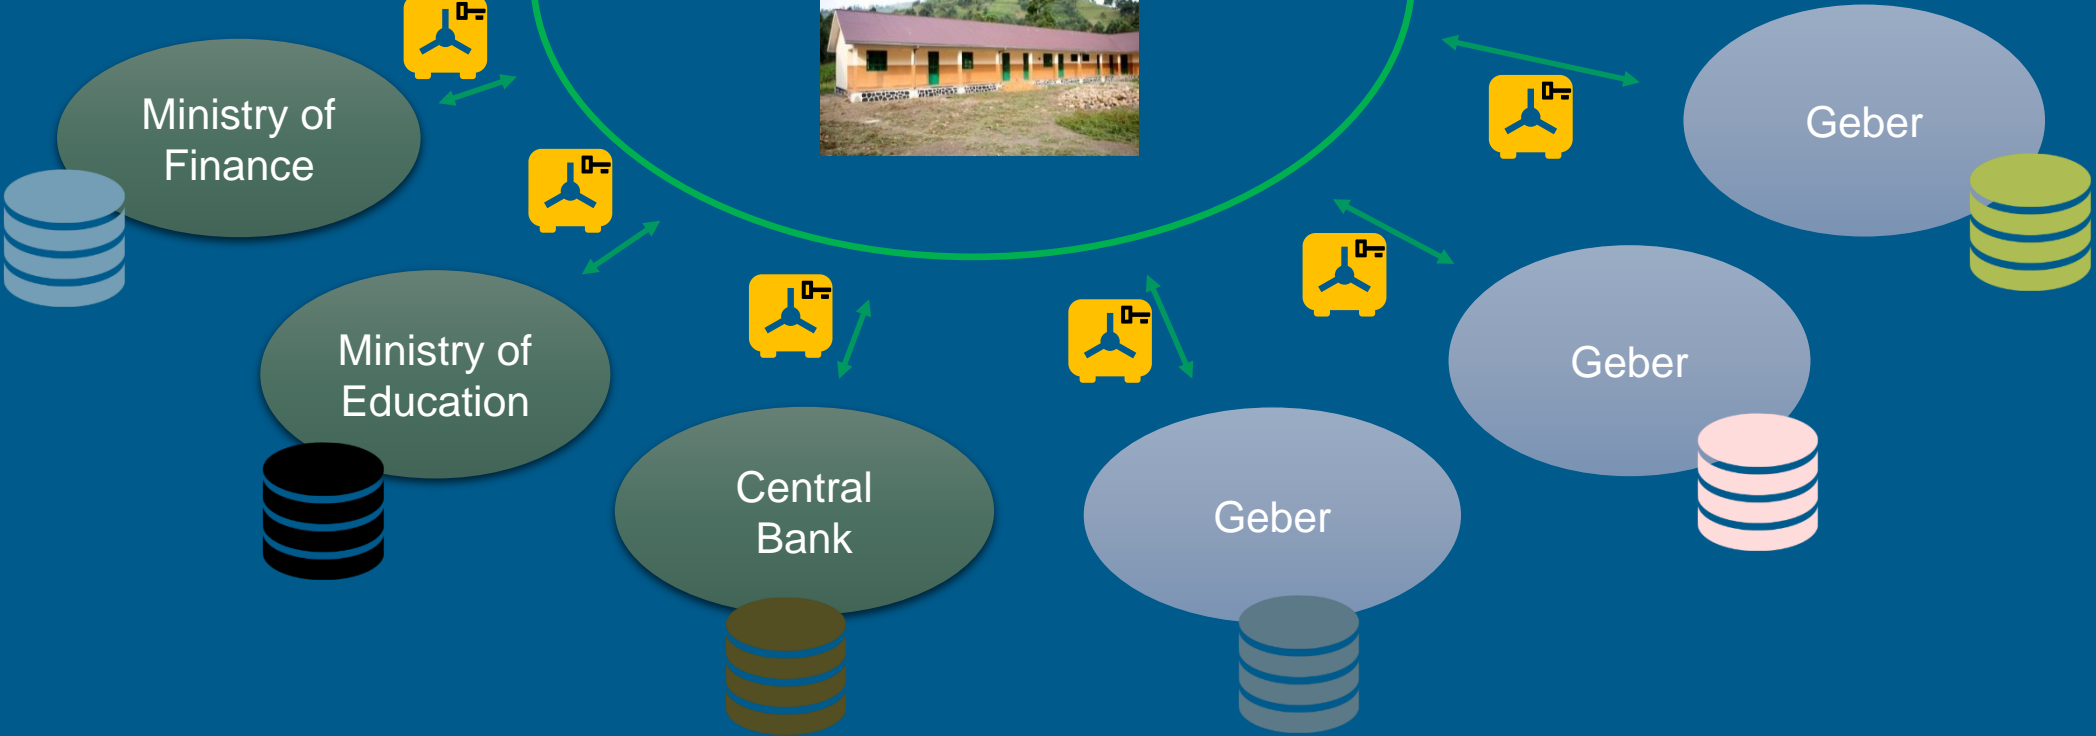 Ministry of
Finance
Ministry of
Education
Central
Bank
Geber
Geber
Geber